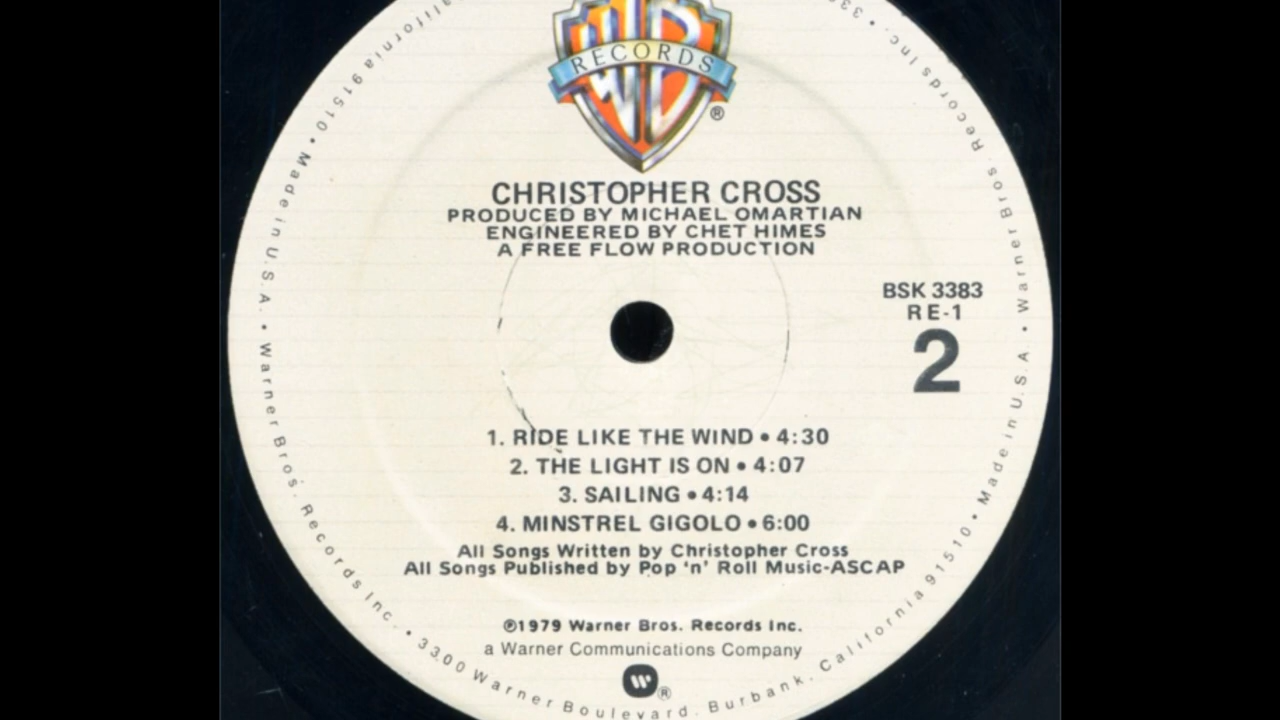 RECORDS
®
CHRISTOPHER CROSS
PRODUCED BY MICHAEL OMARTIAN
ENGINEERED BY CHET HIMES
A FREE FLOW PRODUCTION
BSK 3383
RE-1
2
1. RIDE LIKE THE WIND • 4:30
2. THE LIGHT IS ON • 4:07
3. SAILING • 4:14
4. MINSTREL GIGOLO • 6:00
All Songs Written by Christopher Cross
All Songs Published by Pop ‘n’ Roll Music-ASCAP
℗1979 Warner Bros. Records Inc.
a Warner Communications Company
®
California 91510 • Made in U.S.A. • Warner Bros. Records Inc. • 3300 Warner Boulevard. Burbank. California 91510 • Made in U.S.A. • Warner Bros. Records Inc. • 33